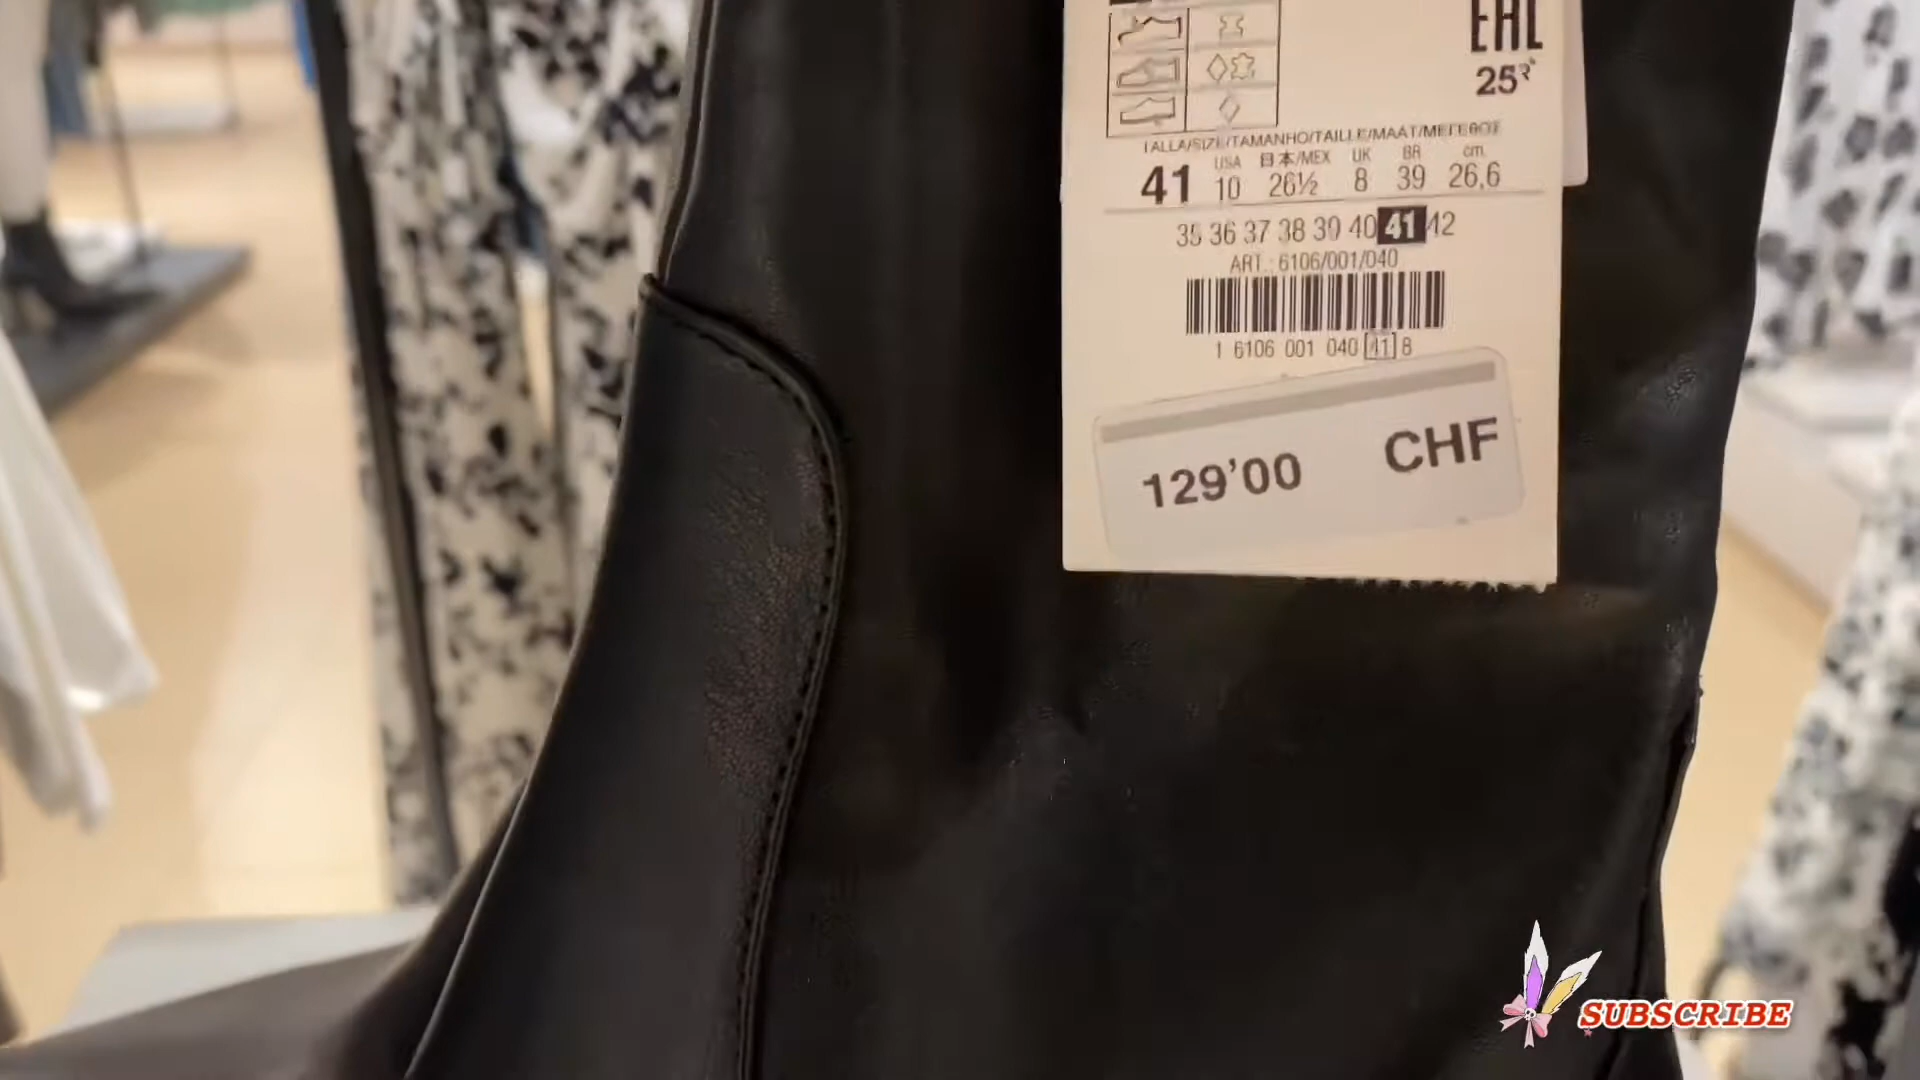 EAC
TALLA/SIZE/TAMANHO/TAILLE/MAAT/ΜΕΓΕΘΟΣ
USA 日本/MEX UK BR cm.
41 10 26½ 8 39 26,6
35 36 37 38 39 40 41 42
ART.: 6106/001/040
1 6106 001 040 41 8
129'00 CHF
SUBSCRIBE